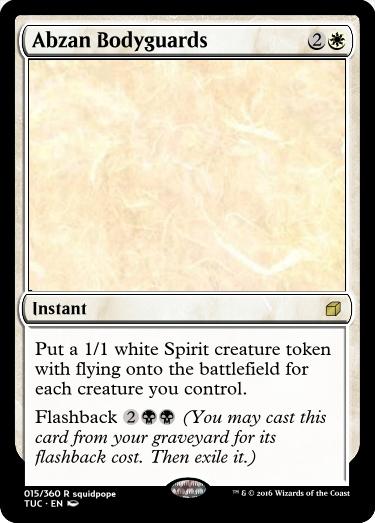 Abzan Bodyguards 2
Instant
Put a 1/1 white Spirit creature token
with flying onto the battlefield for
each creature you control.
Flashback 2 (You may cast this
card from your graveyard for its
flashback cost. Then exile it.)
015/360 R squidpope
TUC · EN
™ & © 2016 Wizards of the Coast